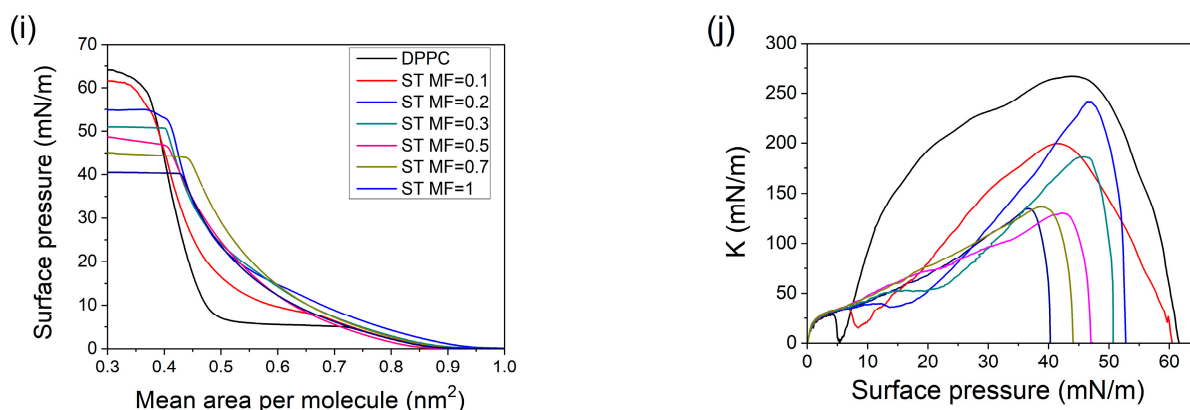 (i)
Surface pressure (mN/m)
70
60
50
40
30
20
10
0
0.3 0.4 0.5 0.6 0.7 0.8 0.9 1.0
Mean area per molecule (nm²)
DPPC
ST MF=0.1
ST MF=0.2
ST MF=0.3
ST MF=0.5
ST MF=0.7
ST MF=1
(j)
K (mN/m)
300
250
200
150
100
50
0
0 10 20 30 40 50 60
Surface pressure (mN/m)